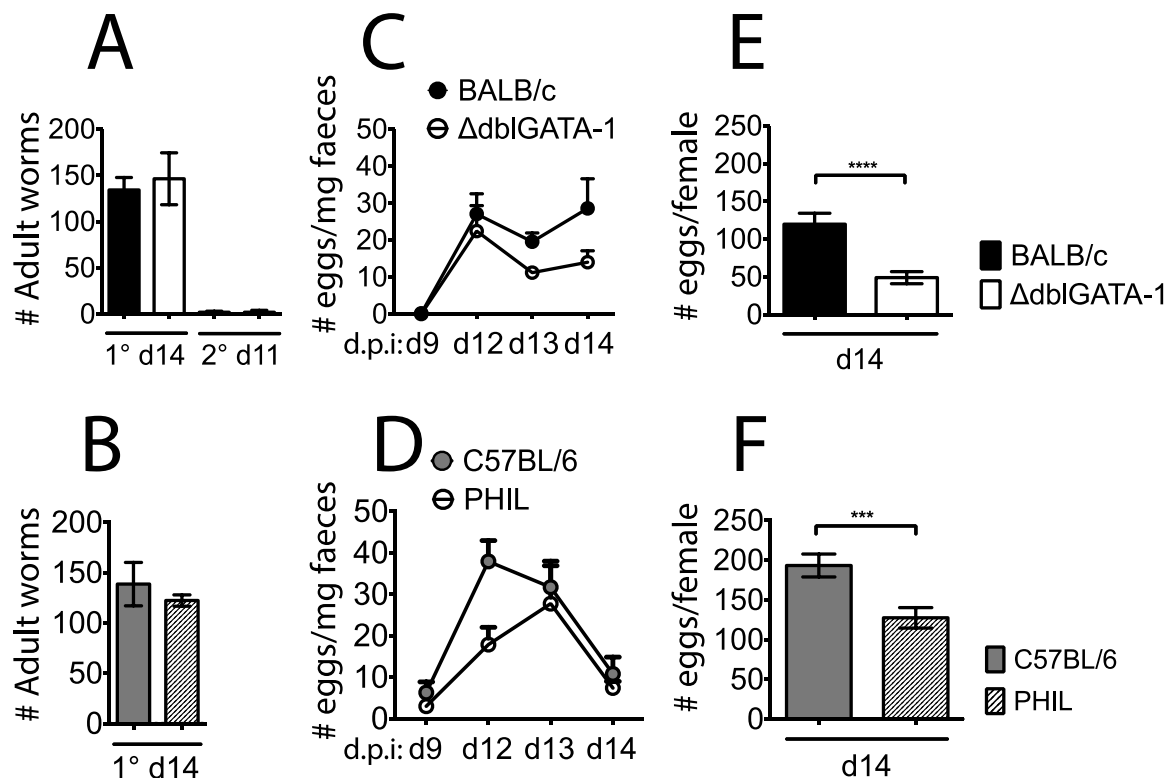 A
# Adult worms
200
150
100
50
0
1° d14 2° d11
C
BALB/c
ΔdblGATA-1
# eggs/mg faeces
50
40
30
20
10
0
d.p.i: d9 d12 d13 d14
E
# eggs/female
250
200
150
100
50
0
****
d14
BALB/c
ΔdblGATA-1
B
# Adult worms
200
150
100
50
0
1° d14
D
C57BL/6
PHIL
# eggs/mg faeces
50
40
30
20
10
0
d.p.i: d9 d12 d13 d14
F
# eggs/female
250
200
150
100
50
0
***
d14
C57BL/6
PHIL